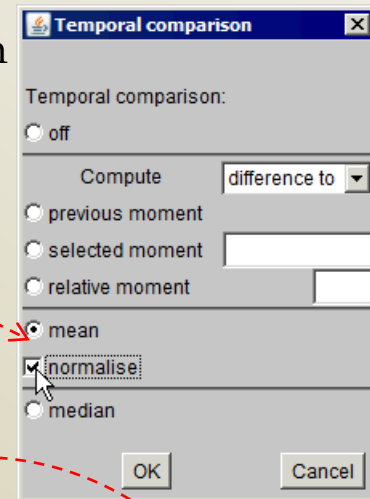 Temporal comparison
Temporal comparison:
off
Compute difference to
previous moment
selected moment
relative moment
mean
normalise
median
OK Cancel